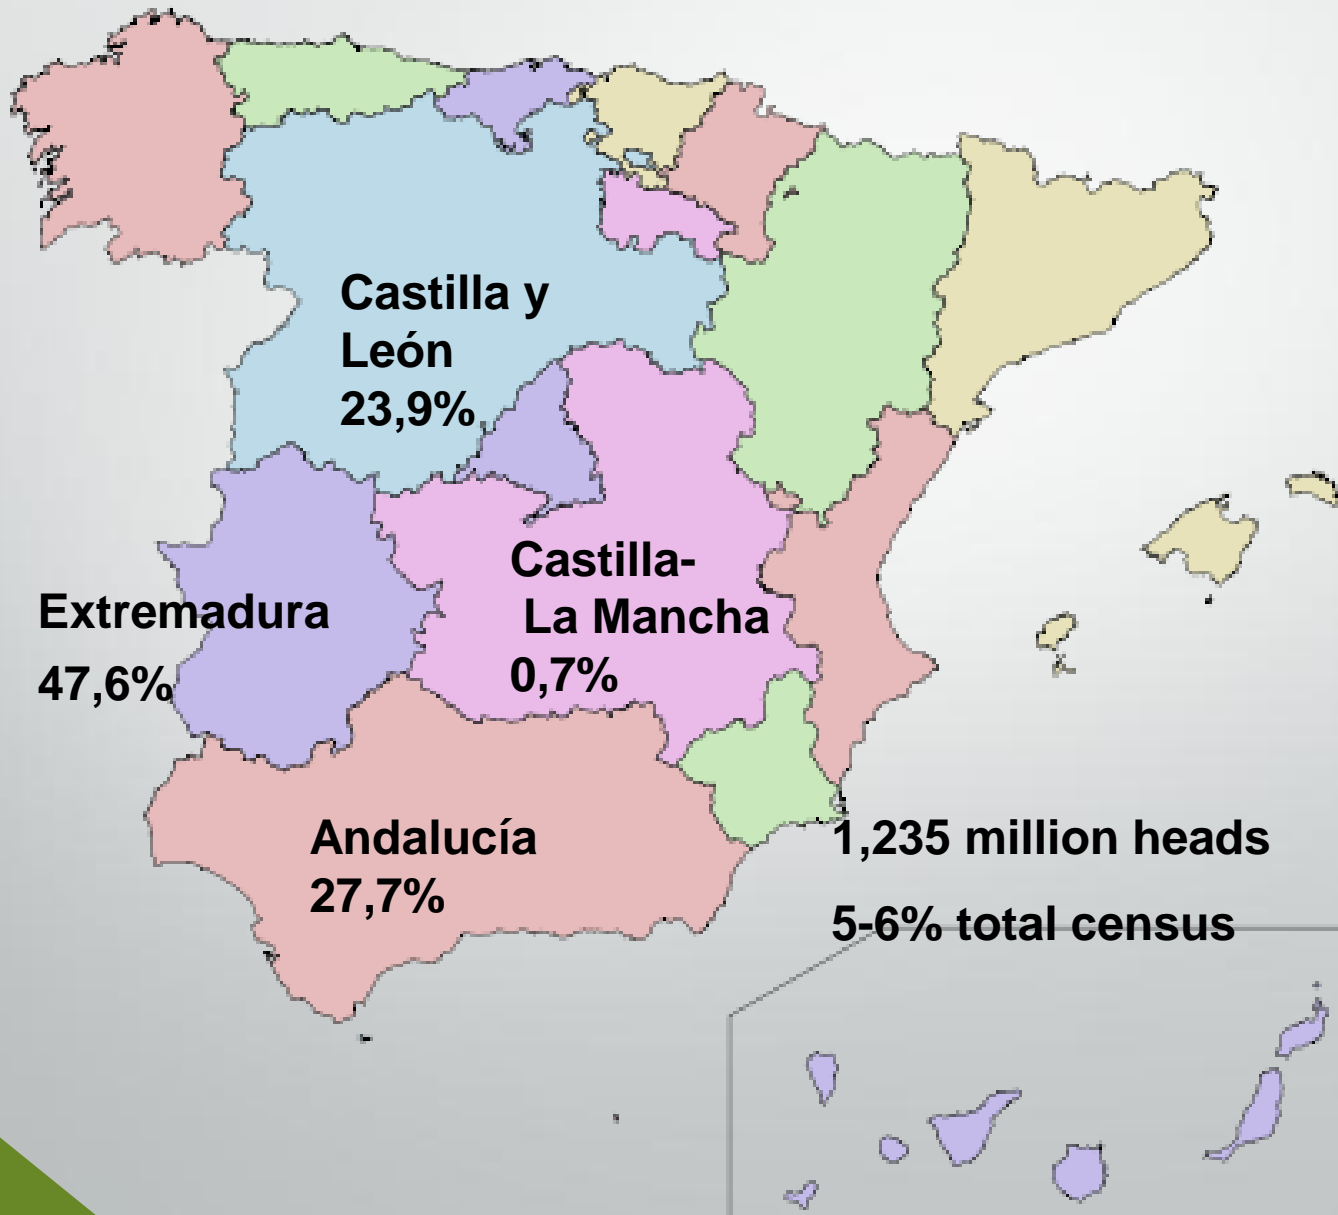 Castilla y
León
23,9%
Castilla-
La Mancha
0,7%
Extremadura
47,6%
Andalucía
27,7%
1,235 million heads
5-6% total census